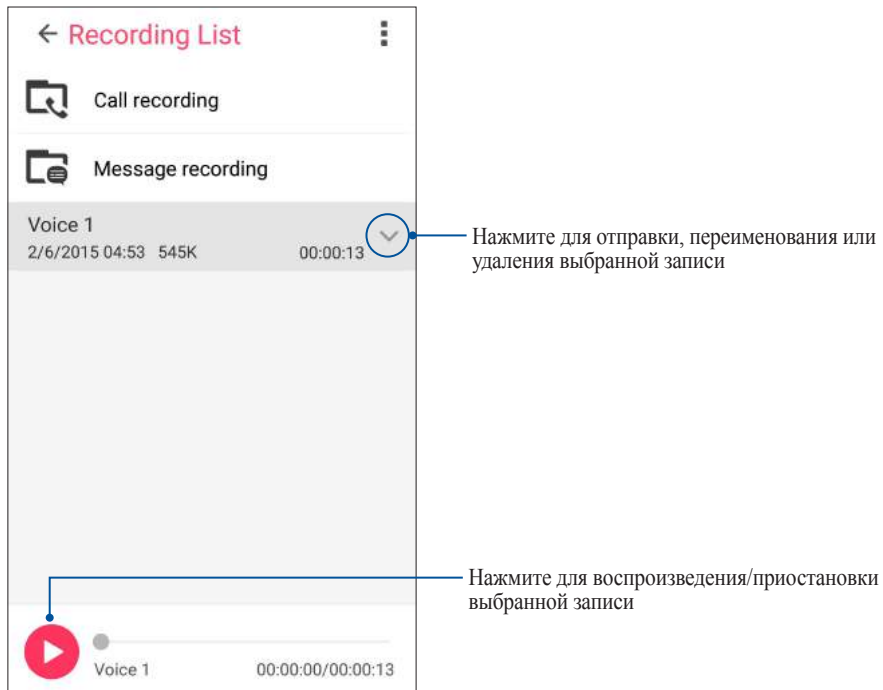 Recording List
Call recording
Message recording
Voice 1
2/6/2015 04:53 545K 00:00:13
Нажмите для отправки, переименования или
удаления выбранной записи
Нажмите для воспроизведения/приостановки
выбранной записи
Voice 1 00:00:00/00:00:13